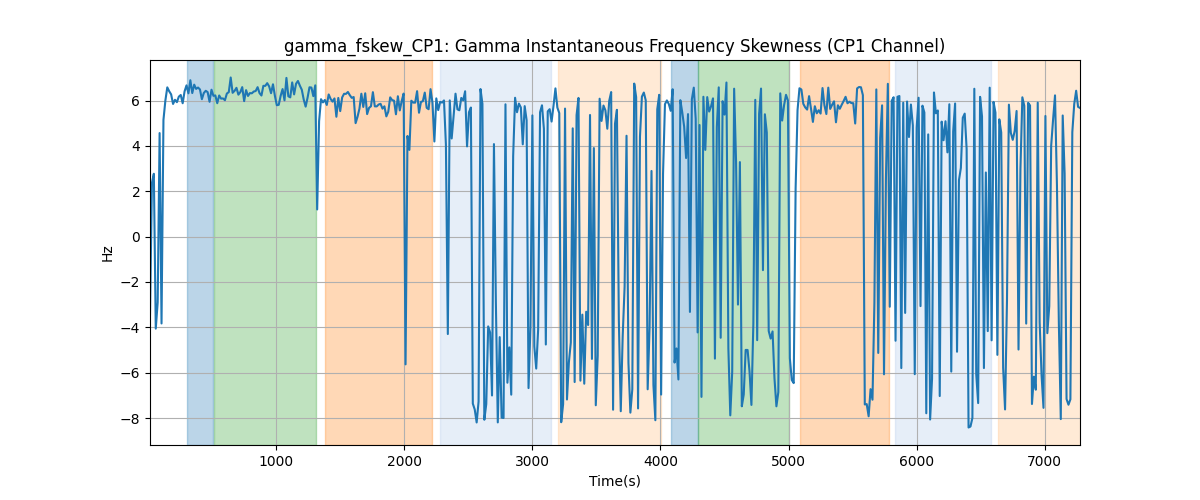 gamma_fskew_CP1: Gamma Instantaneous Frequency Skewness (CP1 Channel)
Hz
6
4
2
0
−2
−4
−6
−8
1000 2000 3000 4000 5000 6000 7000
Time(s)